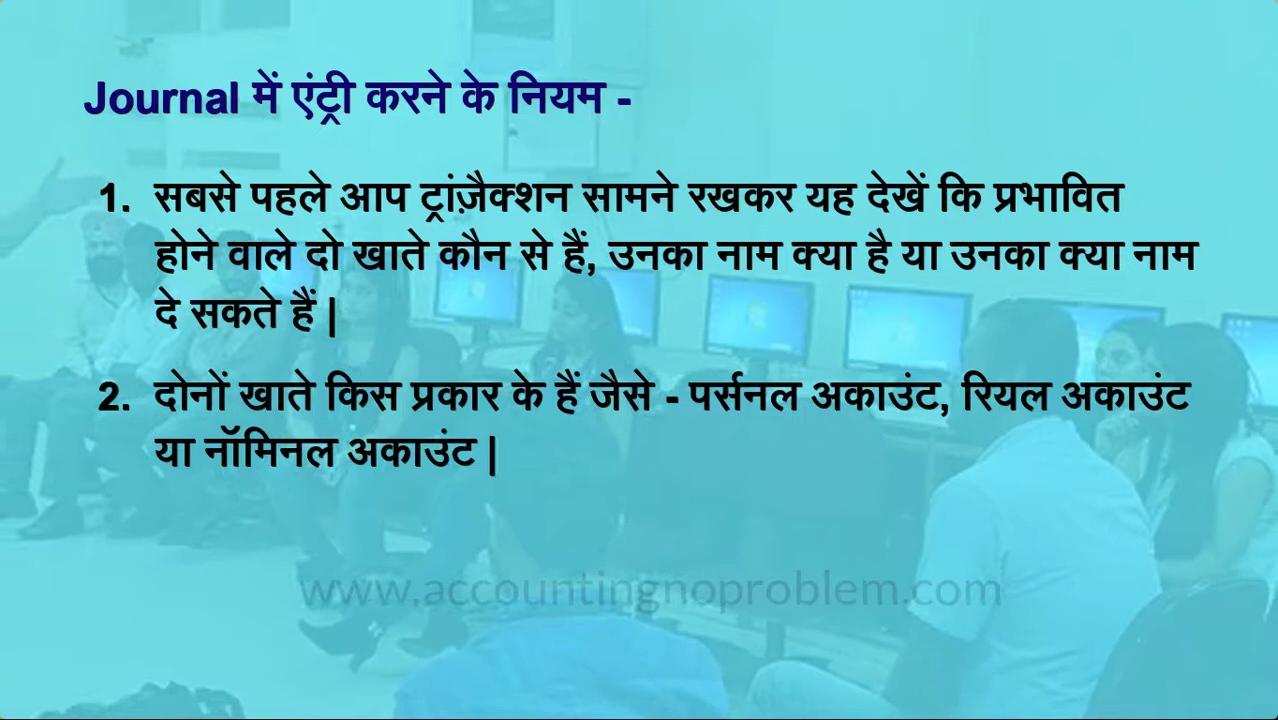 Journal में एंट्री करने के नियम -
1. सबसे पहले आप ट्रांज़ैक्शन सामने रखकर यह देखें कि प्रभावित
होने वाले दो खाते कौन से हैं, उनका नाम क्या है या उनका क्या नाम
दे सकते हैं |
2. दोनों खाते किस प्रकार के हैं जैसे - पर्सनल अकाउंट, रियल अकाउंट
या नॉमिनल अकाउंट |
www.accountingnoproblem.com